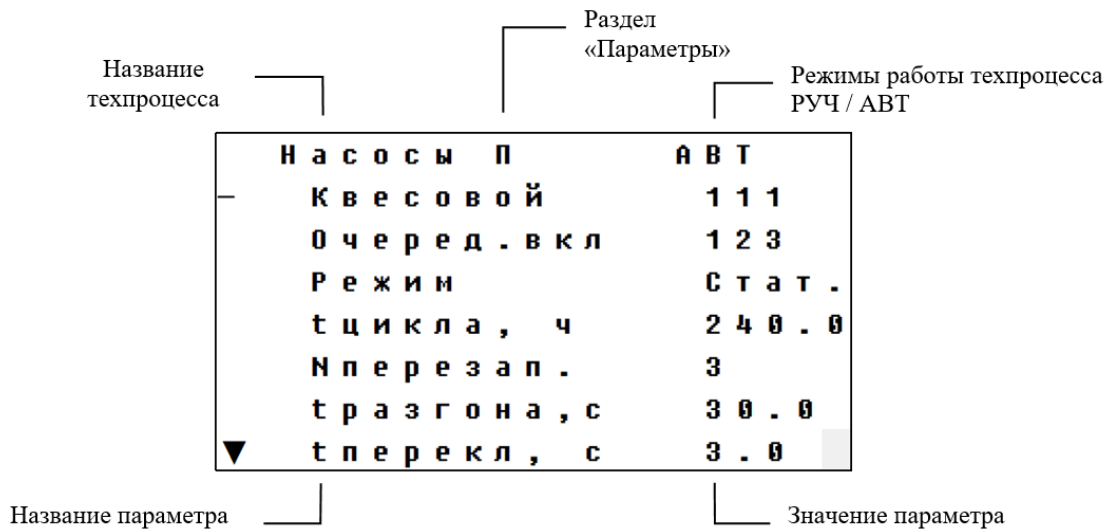 Раздел
«Параметры»
Название
техпроцесса
Режимы работы техпроцесса
РУЧ / АВТ
Насосы П АВТ
Квесовой 111
Очеред.вкл 123
Режим Стат.
tцикла, ч 240.0
Nперезап. 3
tразгона,с 30.0
tперекл, с 3.0
Название параметра
Значение параметра